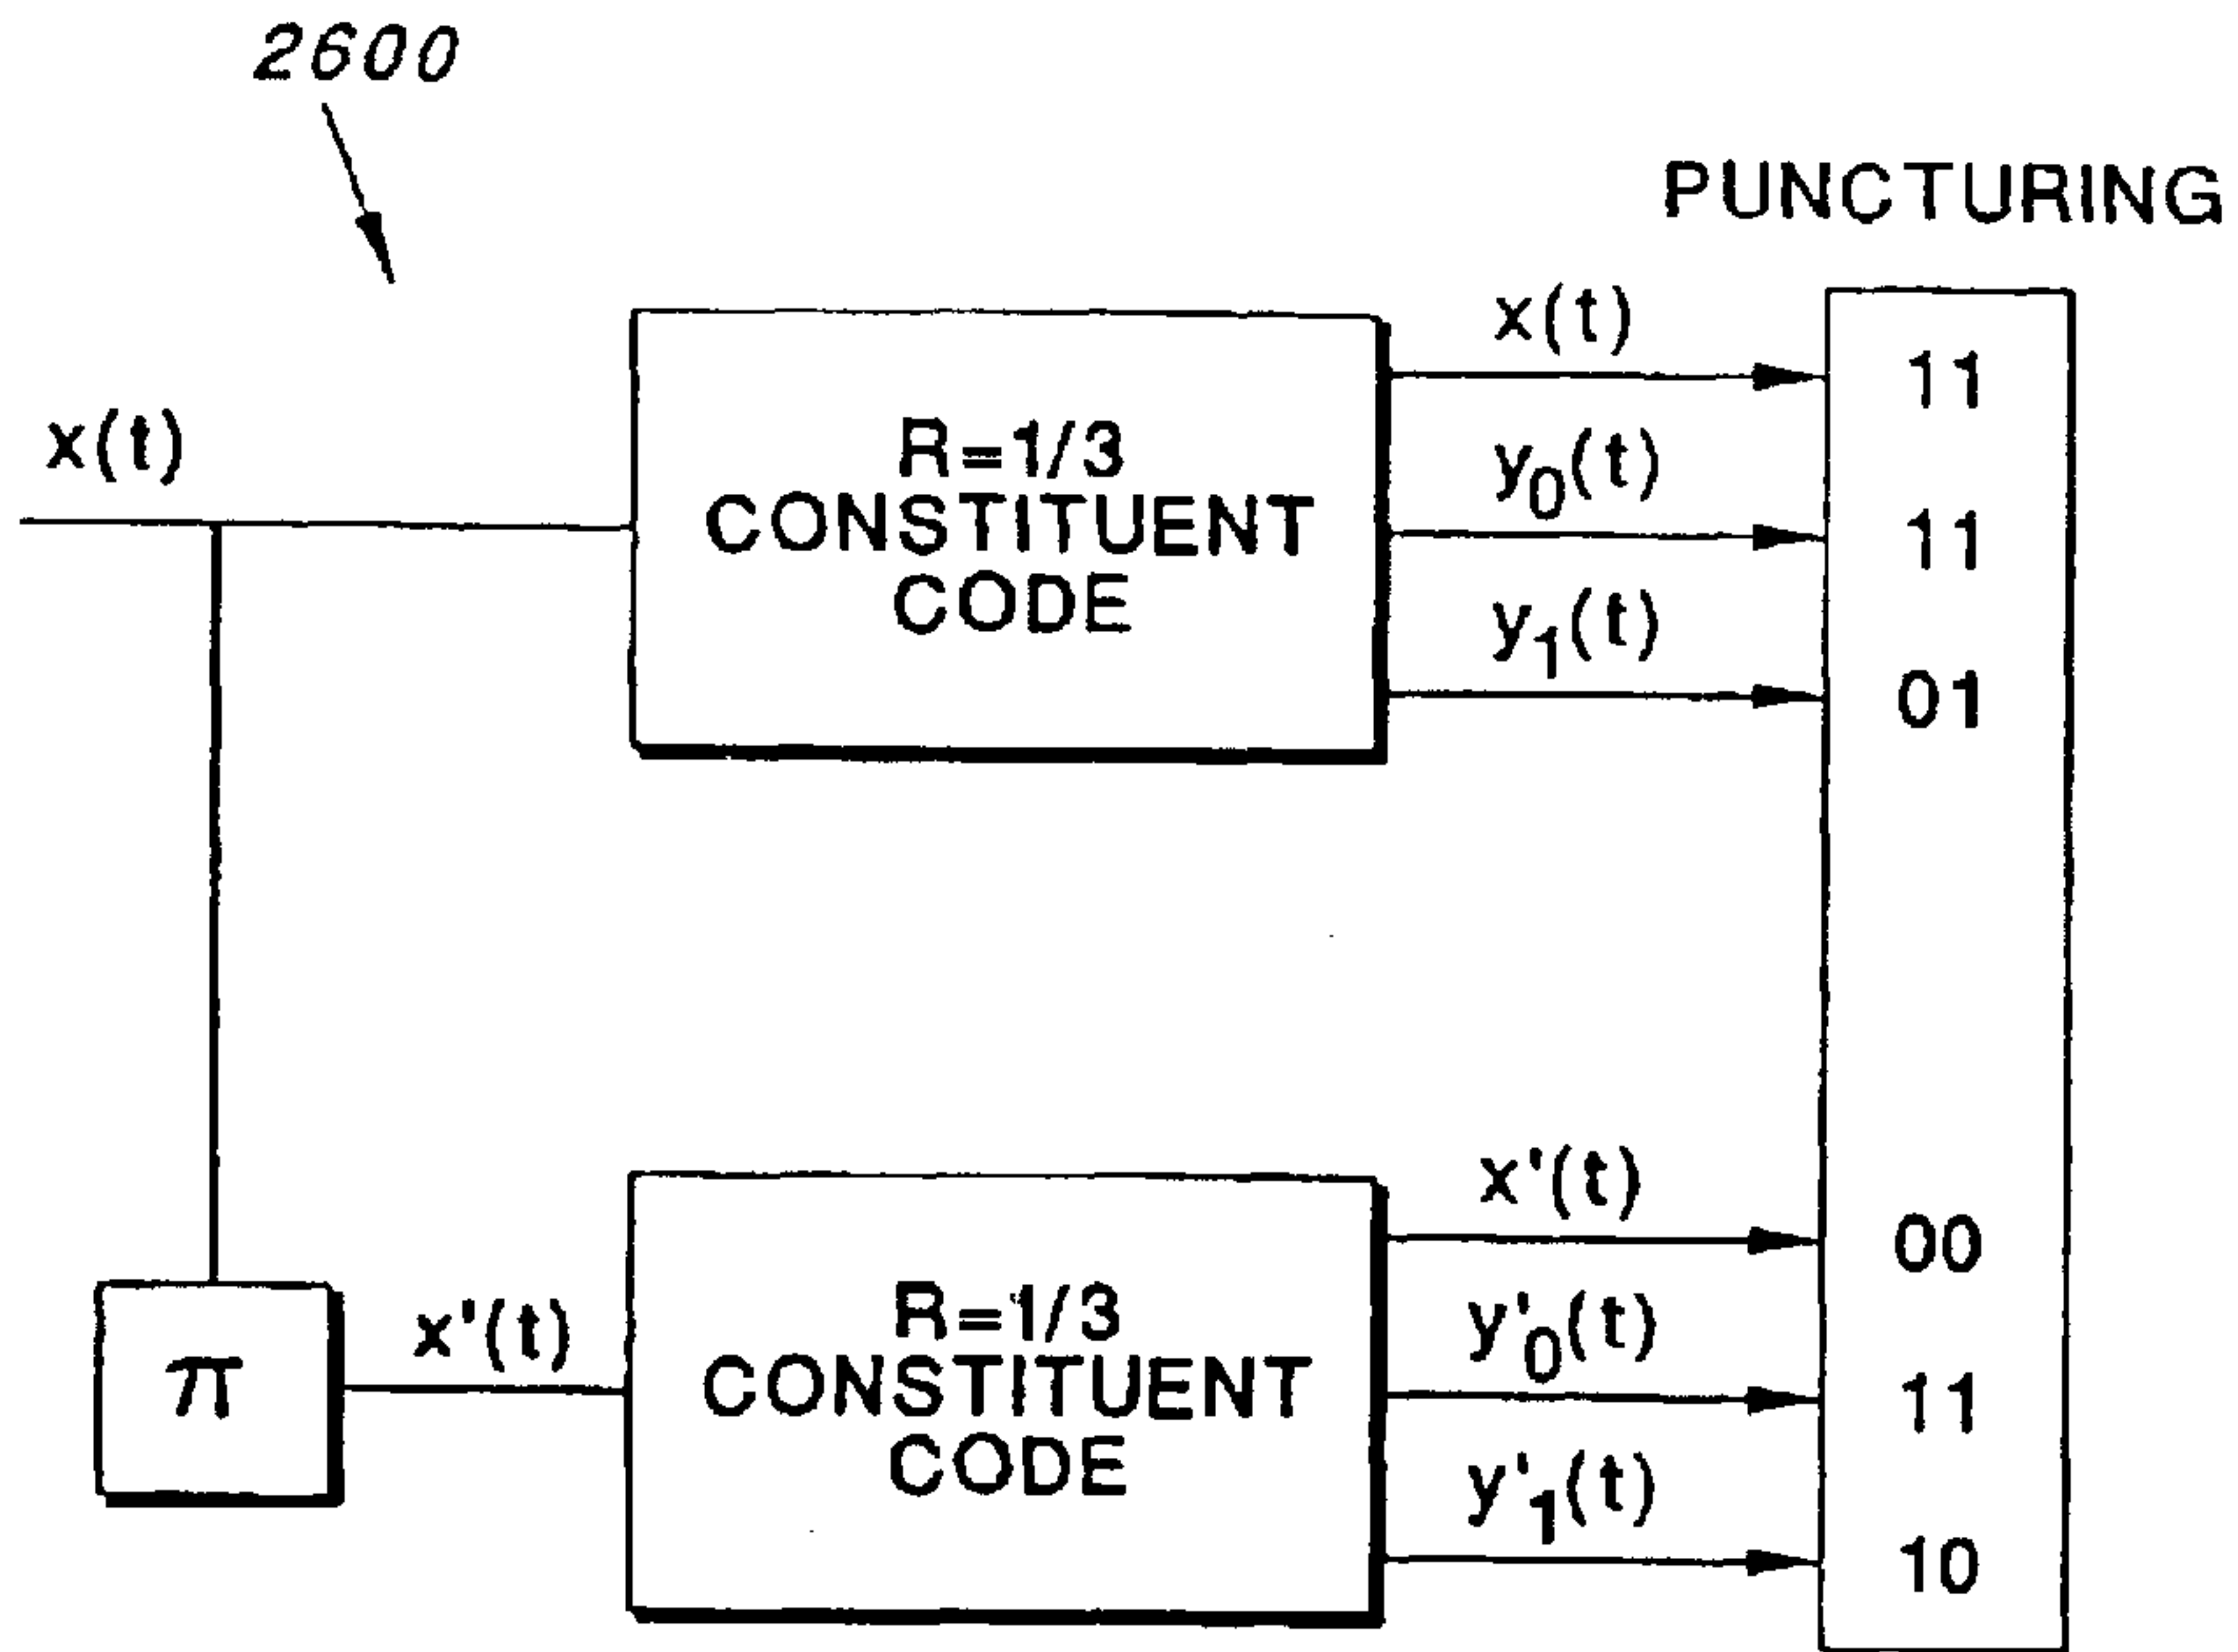 2600
PUNCTURING
x(t)
R=1/3
CONSTITUENT
CODE
x(t)
y₀(t)
y₁(t)
11
11
01
π
x'(t)
R=1/3
CONSTITUENT
CODE
x'(t)
y'₀(t)
y'₁(t)
00
11
10